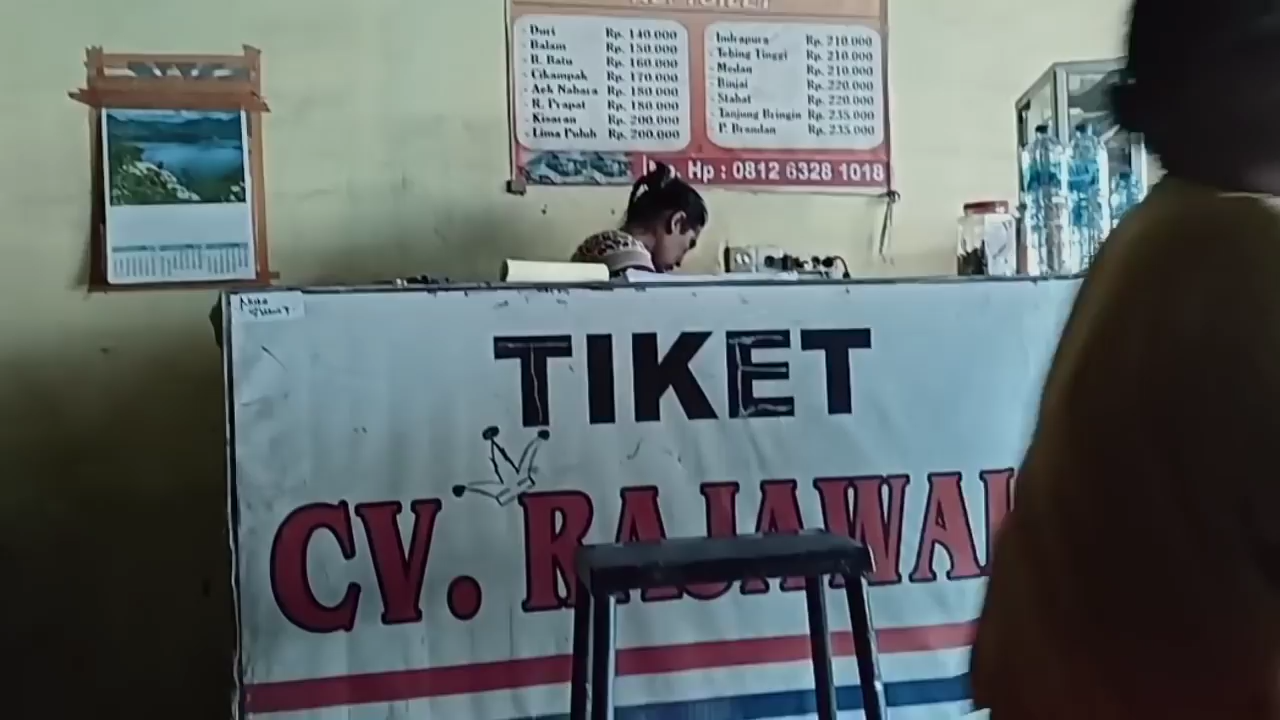 Duri Rp. 140.000
Balam Rp. 150.000
B. Batu Rp. 160.000
Cikampak Rp. 170.000
Aek Nabara Rp. 180.000
R. Prapat Rp. 180.000
Kisaran Rp. 200.000
Lima Puluh Rp. 200.000
Indrapura Rp. 210.000
Tebing Tinggi Rp. 210.000
Medan Rp. 210.000
Binjai Rp. 220.000
Stabat Rp. 220.000
Tanjung Bringin Rp. 235.000
P. Brandan Rp. 235.000
Hp : 0812 6328 1018
TIKET
CV. RAJAWAL